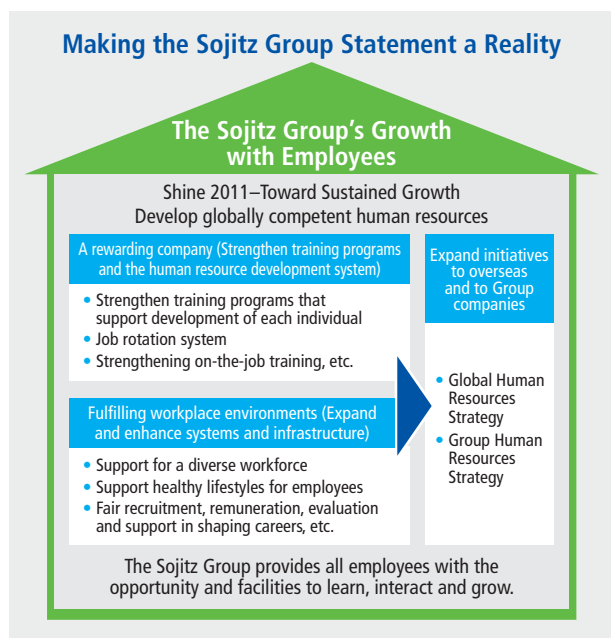 Making the Sojitz Group Statement a Reality
The Sojitz Group's Growth
with Employees
Shine 2011–Toward Sustained Growth
Develop globally competent human resources
A rewarding company (Strengthen training programs
and the human resource development system)
• Strengthen training programs that
support development of each individual
• Job rotation system
• Strengthening on-the-job training, etc.
Fulfilling workplace environments (Expand
and enhance systems and infrastructure)
• Support for a diverse workforce
• Support healthy lifestyles for employees
• Fair recruitment, remuneration, evaluation
and support in shaping careers, etc.
Expand initiatives
to overseas
and to Group
companies
• Global Human
Resources
Strategy
• Group Human
Resources
Strategy
The Sojitz Group provides all employees with the
opportunity and facilities to learn, interact and grow.